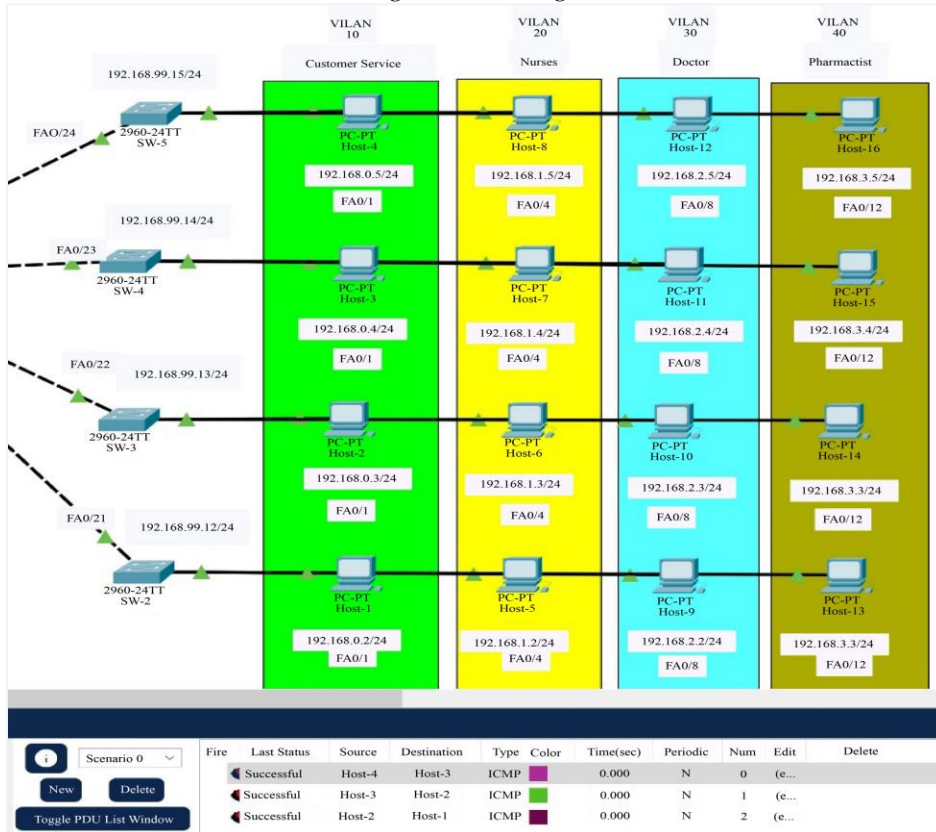 VILAN VILAN VILAN VILAN
10 20 30 40
Customer Service Nurses Doctor Pharmactist
192.168.99.15/24
FAO/24
2960-24TT
SW-5
PC-PT PC-PT PC-PT PC-PT
Host-4 Host-8 Host-12 Host-16
192.168.0.5/24 192.168.1.5/24 192.168.2.5/24 192.168.3.5/24
FA0/1 FA0/4 FA0/8 FA0/12
192.168.99.14/24
FA0/23
2960-24TT
SW-4
PC-PT PC-PT PC-PT PC-PT
Host-3 Host-7 Host-11 Host-15
192.168.0.4/24 192.168.1.4/24 192.168.2.4/24 192.168.3.4/24
FA0/1 FA0/4 FA0/8 FA0/12
FA0/22
192.168.99.13/24
2960-24TT
SW-3
PC-PT PC-PT PC-PT PC-PT
Host-2 Host-6 Host-10 Host-14
192.168.0.3/24 192.168.1.3/24 192.168.2.3/24 192.168.3.3/24
FA0/1 FA0/4 FA0/8 FA0/12
FA0/21
192.168.99.12/24
2960-24TT
SW-2
PC-PT PC-PT PC-PT PC-PT
Host-1 Host-5 Host-9 Host-13
192.168.0.2/24 192.168.1.2/24 192.168.2.2/24 192.168.3.3/24
FA0/1 FA0/4 FA0/8 FA0/12
i Scenario 0
New Delete
Toggle PDU List Window
Fire Last Status Source Destination Type Color Time(sec) Periodic Num Edit Delete
Successful Host-4 Host-3 ICMP 0.000 N 0 (e...
Successful Host-3 Host-2 ICMP 0.000 N 1 (e...
Successful Host-2 Host-1 ICMP 0.000 N 2 (e...